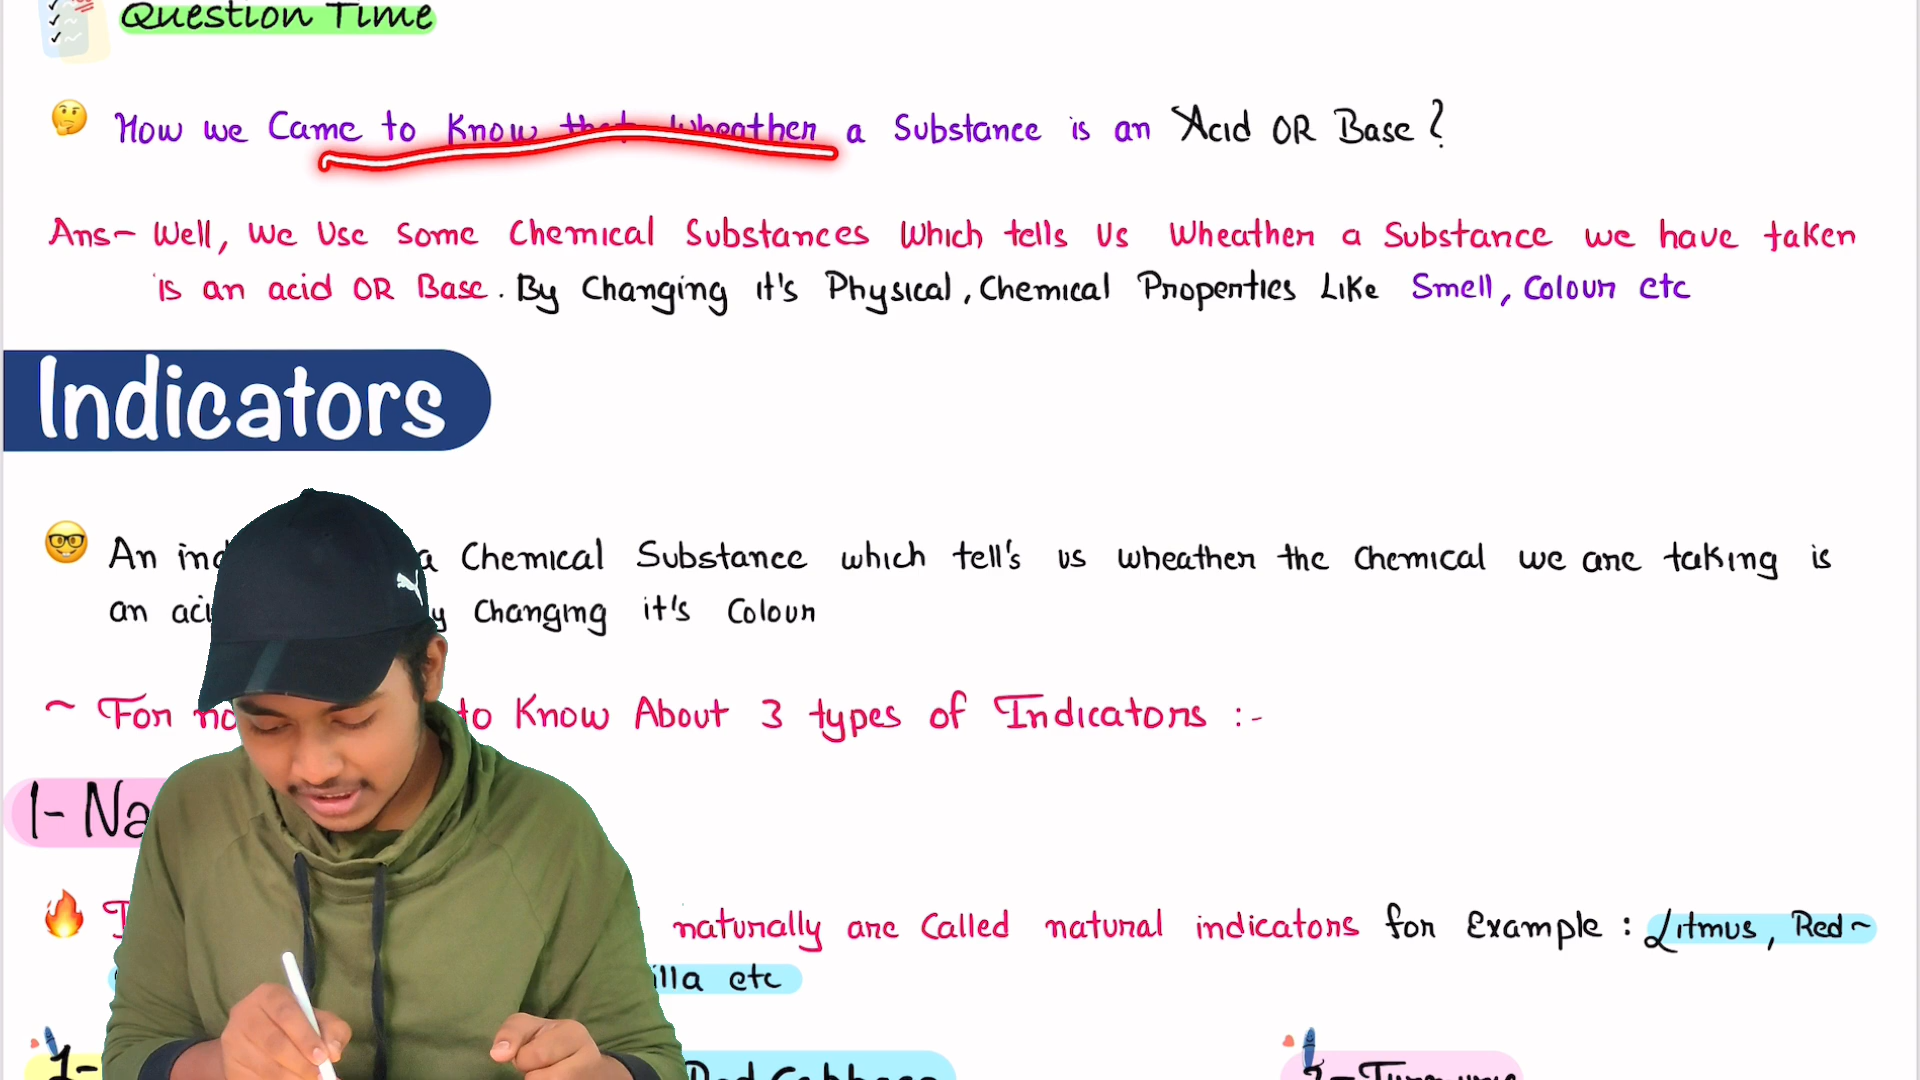 Question Time
How we Came to Know that wheather a Substance is an Acid OR Base?
Ans- Well, We Use Some Chemical Substances Which tells Us Wheather a Substance we have taken
is an acid OR Base. By Changing it's Physical, Chemical Properties Like Smell, Colour etc
Indicators
An a Chemical Substance which tell's us wheather the Chemical we are taking is
an Changing it's Colour
~ For to Know About 3 types of Indicators :-
1-
naturally are Called natural indicators for Example : Litmus, Red~
etc
1- Red Cabbage